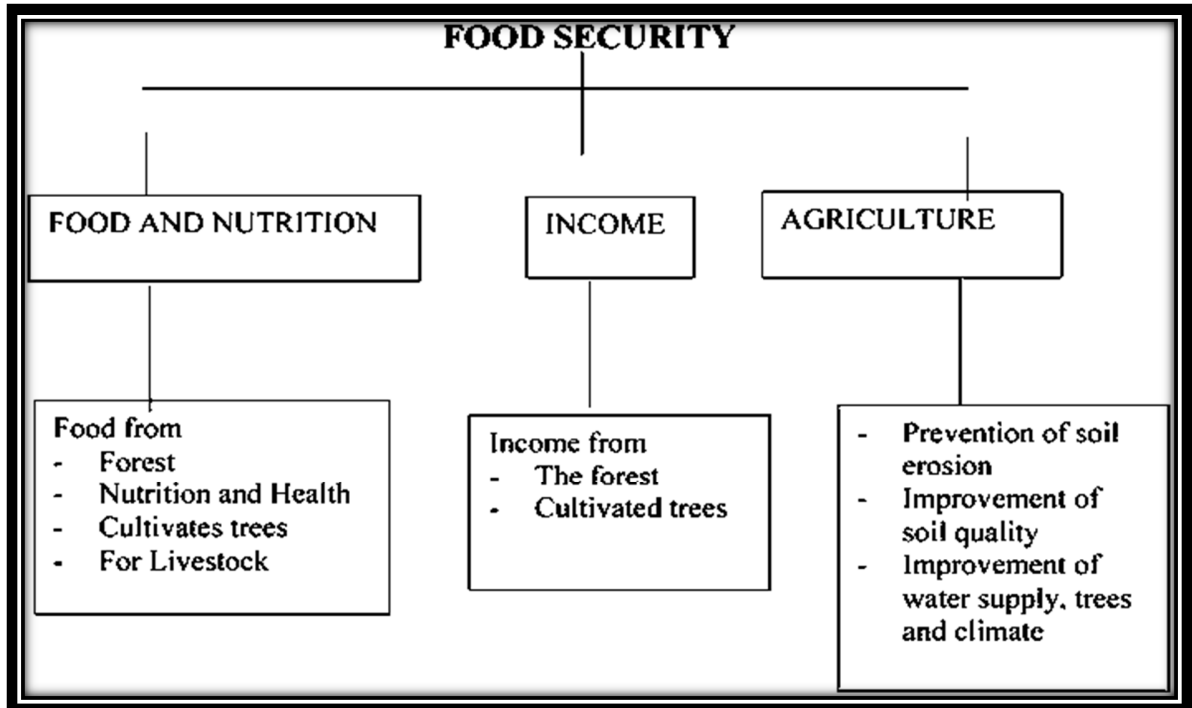 FOOD SECURITY
FOOD AND NUTRITION
INCOME
AGRICULTURE
Food from
- Forest
- Nutrition and Health
- Cultivates trees
- For Livestock
Income from
- The forest
- Cultivated trees
- Prevention of soil
erosion
- Improvement of
soil quality
- Improvement of
water supply, trees
and climate